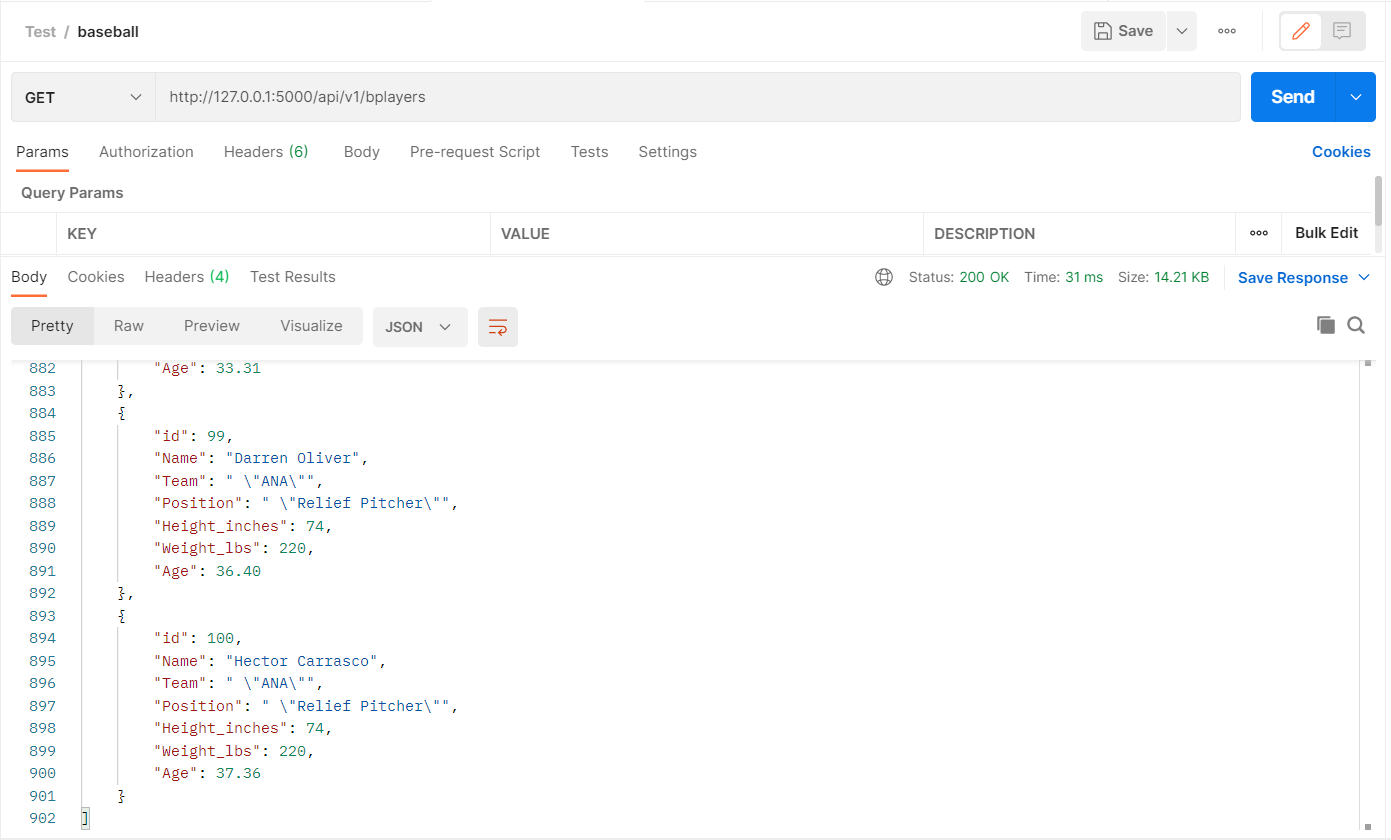 Test / baseball
Save
GET
http://127.0.0.1:5000/api/v1/bplayers
Send
Params Authorization Headers (6) Body Pre-request Script Tests Settings Cookies
Query Params
KEY VALUE DESCRIPTION Bulk Edit
Body Cookies Headers (4) Test Results Status: 200 OK Time: 31 ms Size: 14.21 KB Save Response
Pretty Raw Preview Visualize JSON
882 "Age": 33.31
883 },
884 {
885 "id": 99,
886 "Name": "Darren Oliver",
887 "Team": " \"ANA\"",
888 "Position": " \"Relief Pitcher\"",
889 "Height_inches": 74,
890 "Weight_lbs": 220,
891 "Age": 36.40
892 },
893 {
894 "id": 100,
895 "Name": "Hector Carrasco",
896 "Team": " \"ANA\"",
897 "Position": " \"Relief Pitcher\"",
898 "Height_inches": 74,
899 "Weight_lbs": 220,
900 "Age": 37.36
901 }
902 ]